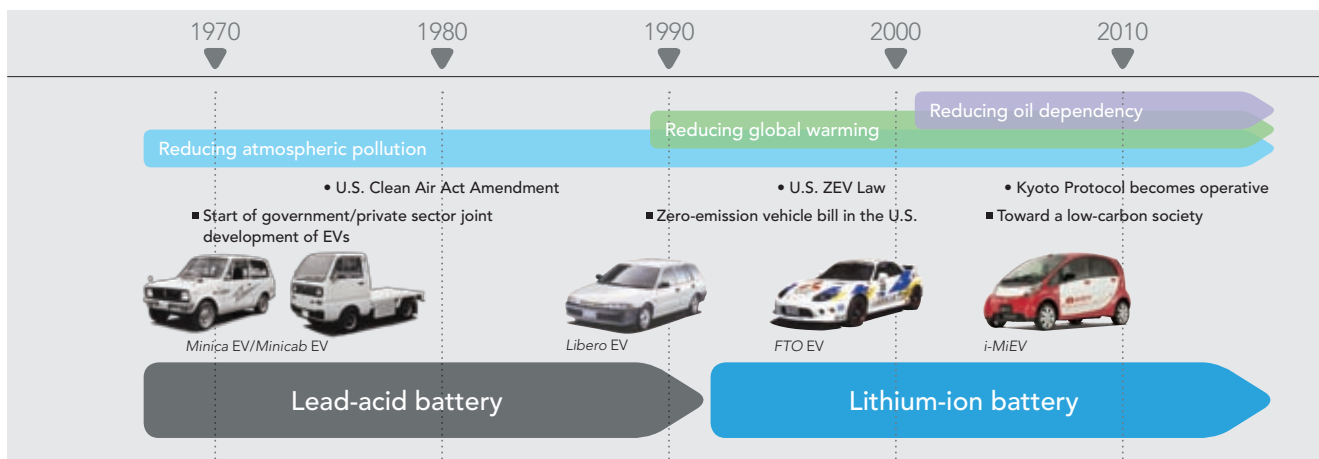 1970
1980
1990
2000
2010
Reducing oil dependency
Reducing global warming
Reducing atmospheric pollution
• U.S. Clean Air Act Amendment
• U.S. ZEV Law
• Kyoto Protocol becomes operative
■ Start of government/private sector joint
development of EVs
■ Zero-emission vehicle bill in the U.S.
■ Toward a low-carbon society
Minica EV/Minicab EV
Libero EV
FTO EV
i-MiEV
Lead-acid battery
Lithium-ion battery